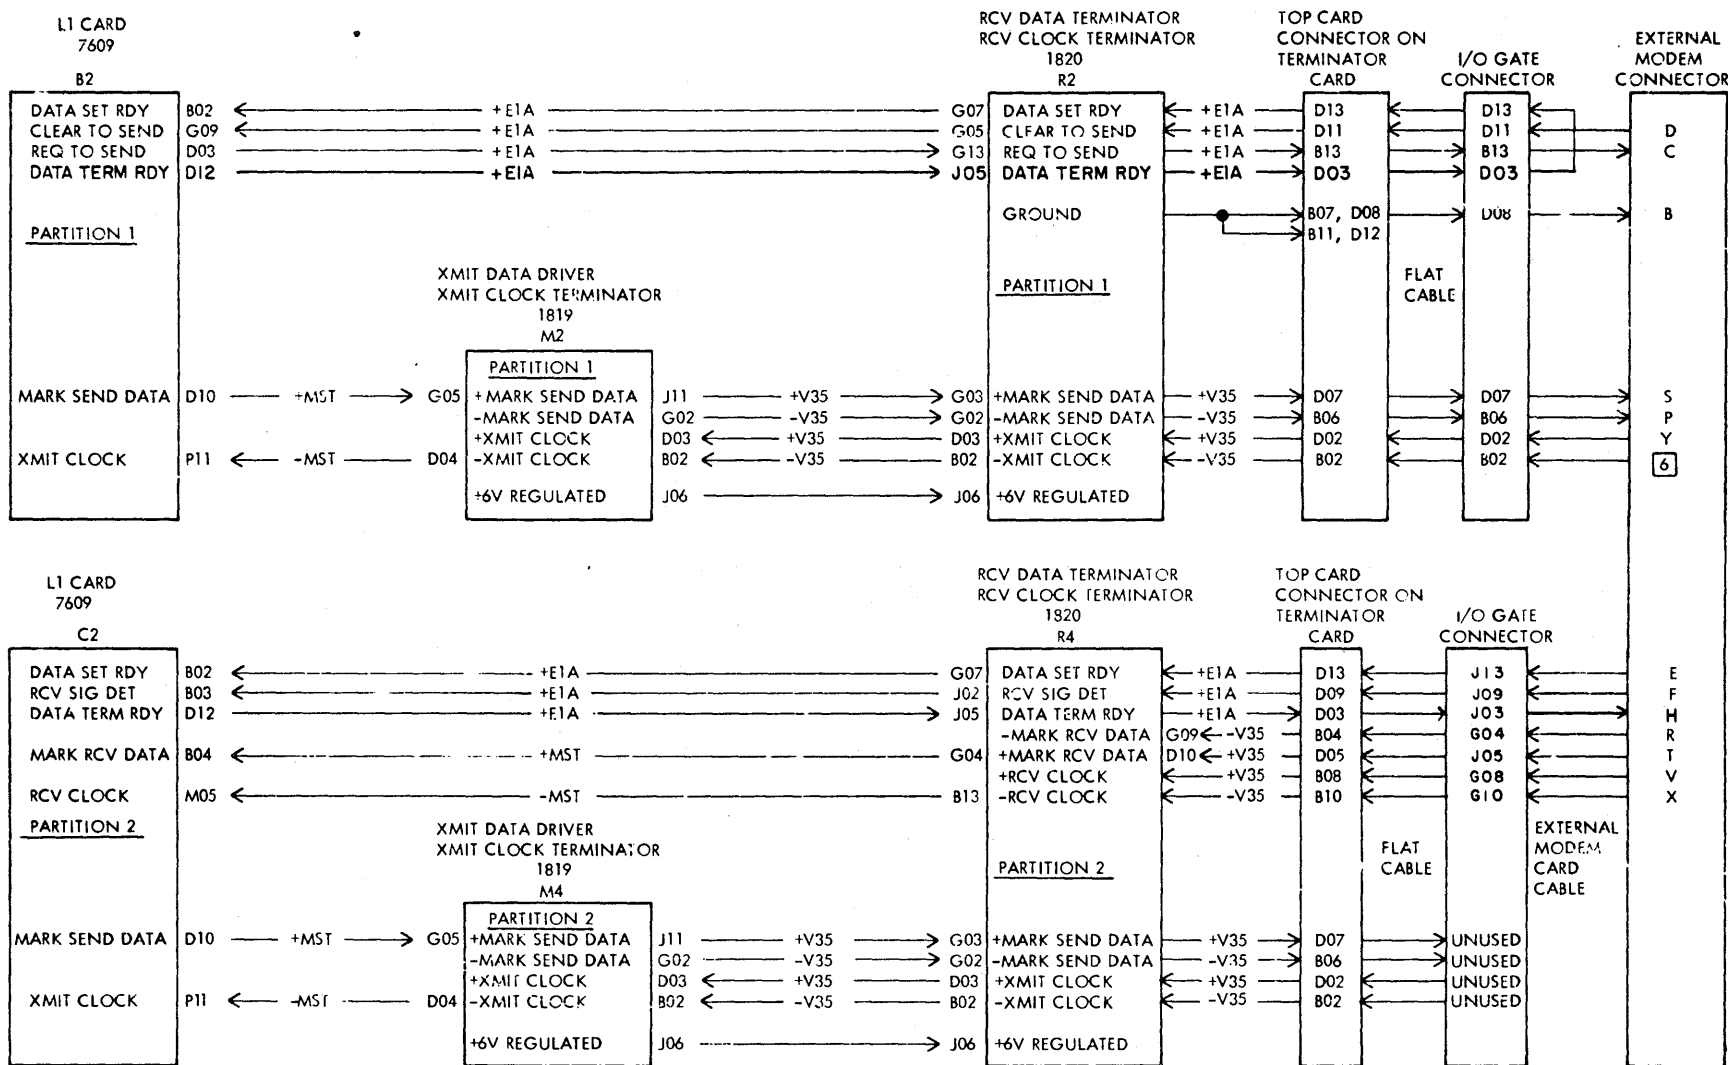 L1 CARD
7609
B2
RCV DATA TERMINATOR
RCV CLOCK TERMINATOR
1820
R2
TOP CARD
CONNECTOR ON
TERMINATOR
CARD
I/O GATE
CONNECTOR
EXTERNAL
MODEM
CONNECTOR
DATA SET RDY B02 +E1A G07 DATA SET RDY +E1A D13 D13
CLEAR TO SEND G09 +E1A G05 CLEAR TO SEND +E1A D11 D11 D
REQ TO SEND D03 +E1A G13 REQ TO SEND +E1A B13 B13 C
DATA TERM RDY D12 +EIA J05 DATA TERM RDY +EIA D03 D03
GROUND B07, D08 D08 B
B11, D12
PARTITION 1
XMIT DATA DRIVER
XMIT CLOCK TERMINATOR
1819
M2
PARTITION 1
FLAT
CABLE
PARTITION 1
MARK SEND DATA D10 +MST G05 +MARK SEND DATA J11 +V35 G03 +MARK SEND DATA +V35 D07 D07 S
-MARK SEND DATA G02 -V35 G02 -MARK SEND DATA -V35 B06 B06 P
+XMIT CLOCK D03 +V35 D03 +XMIT CLOCK +V35 D02 D02 Y
XMIT CLOCK P11 -MST D04 -XMIT CLOCK B02 -V35 B02 -XMIT CLOCK -V35 B02 B02 6
+6V REGULATED J06 J06 +6V REGULATED
L1 CARD
7609
C2
RCV DATA TERMINATOR
RCV CLOCK TERMINATOR
1820
R4
TOP CARD
CONNECTOR ON
TERMINATOR
CARD
I/O GATE
CONNECTOR
DATA SET RDY B02 +E1A G07 DATA SET RDY +E1A D13 J13 E
RCV SIG DET B03 +E1A J02 RCV SIG DET +E1A D09 J09 F
DATA TERM RDY D12 +E1A J05 DATA TERM RDY +E1A D03 J03 H
-MARK RCV DATA G09 -V35 B04 G04 R
MARK RCV DATA B04 +MST G04 +MARK RCV DATA D10 +V35 D05 J05 T
+RCV CLOCK +V35 B08 G08 V
RCV CLOCK M05 -MST B13 -RCV CLOCK -V35 B10 G10 X
PARTITION 2
XMIT DATA DRIVER
XMIT CLOCK TERMINATOR
1819
M4
PARTITION 2
FLAT
CABLE
EXTERNAL
MODEM
CARD
CABLE
PARTITION 2
MARK SEND DATA D10 +MST G05 +MARK SEND DATA J11 +V35 G03 +MARK SEND DATA +V35 D07 UNUSED
-MARK SEND DATA G02 -V35 G02 -MARK SEND DATA -V35 B06 UNUSED
+XMIT CLOCK D03 +V35 D03 +XMIT CLOCK +V35 D02 UNUSED
XMIT CLOCK P11 -MST D04 -XMIT CLOCK B02 -V35 B02 -XMIT CLOCK -V35 B02 UNUSED
+6V REGULATED J06 J06 +6V REGULATED